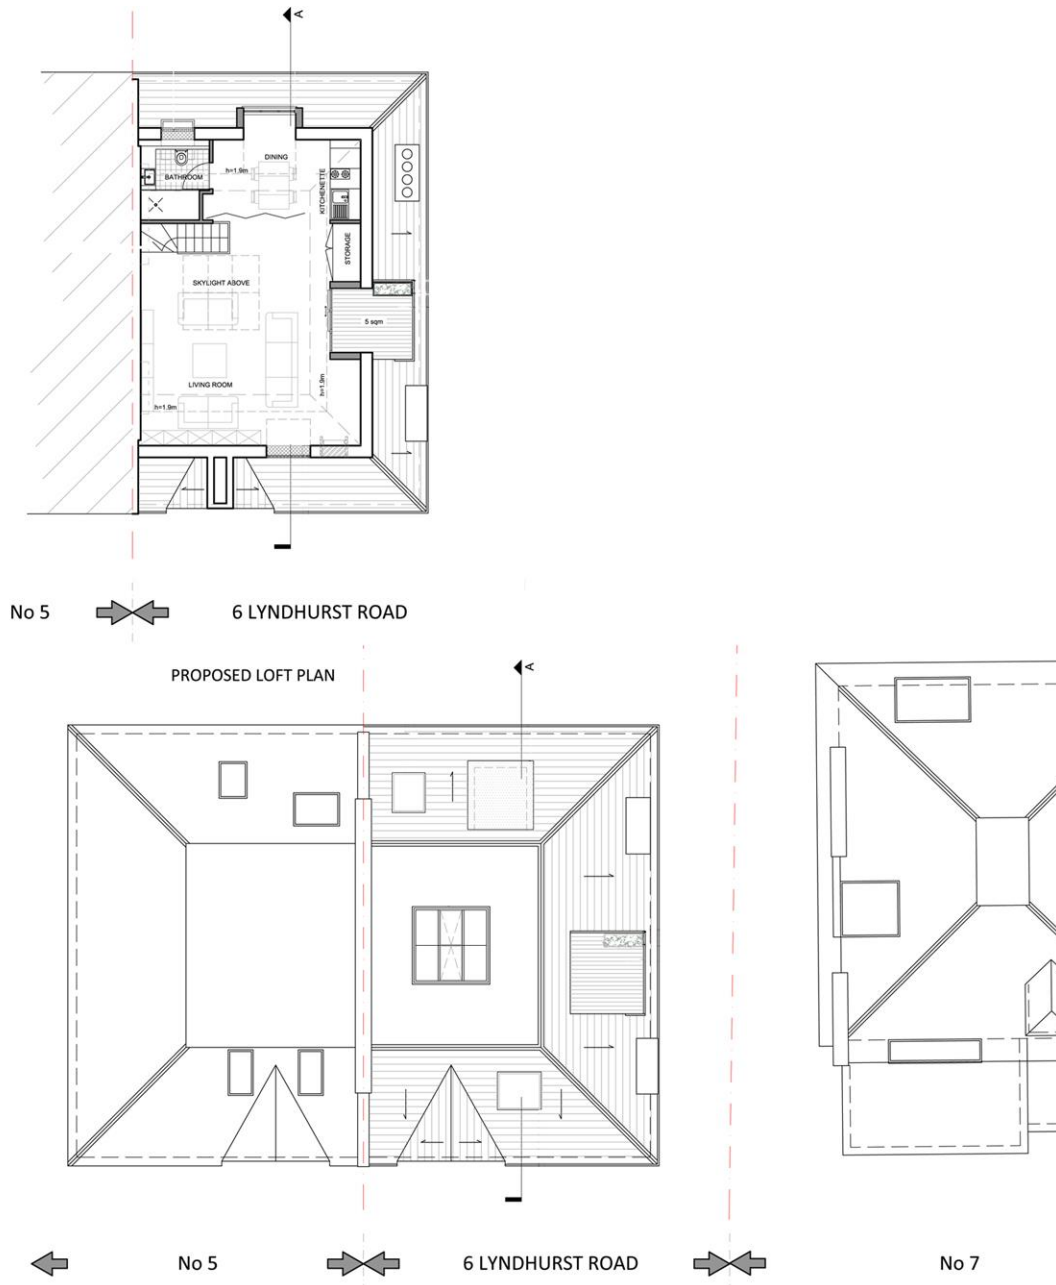 A
DINING
h=1.9m
BATHROOM
KITCHENETTE
STORAGE
SKYLIGHT ABOVE
5 sqm
LIVING ROOM
h=1.9m
h=1.9m
No 5
6 LYNDHURST ROAD
PROPOSED LOFT PLAN
A
No 5
6 LYNDHURST ROAD
No 7